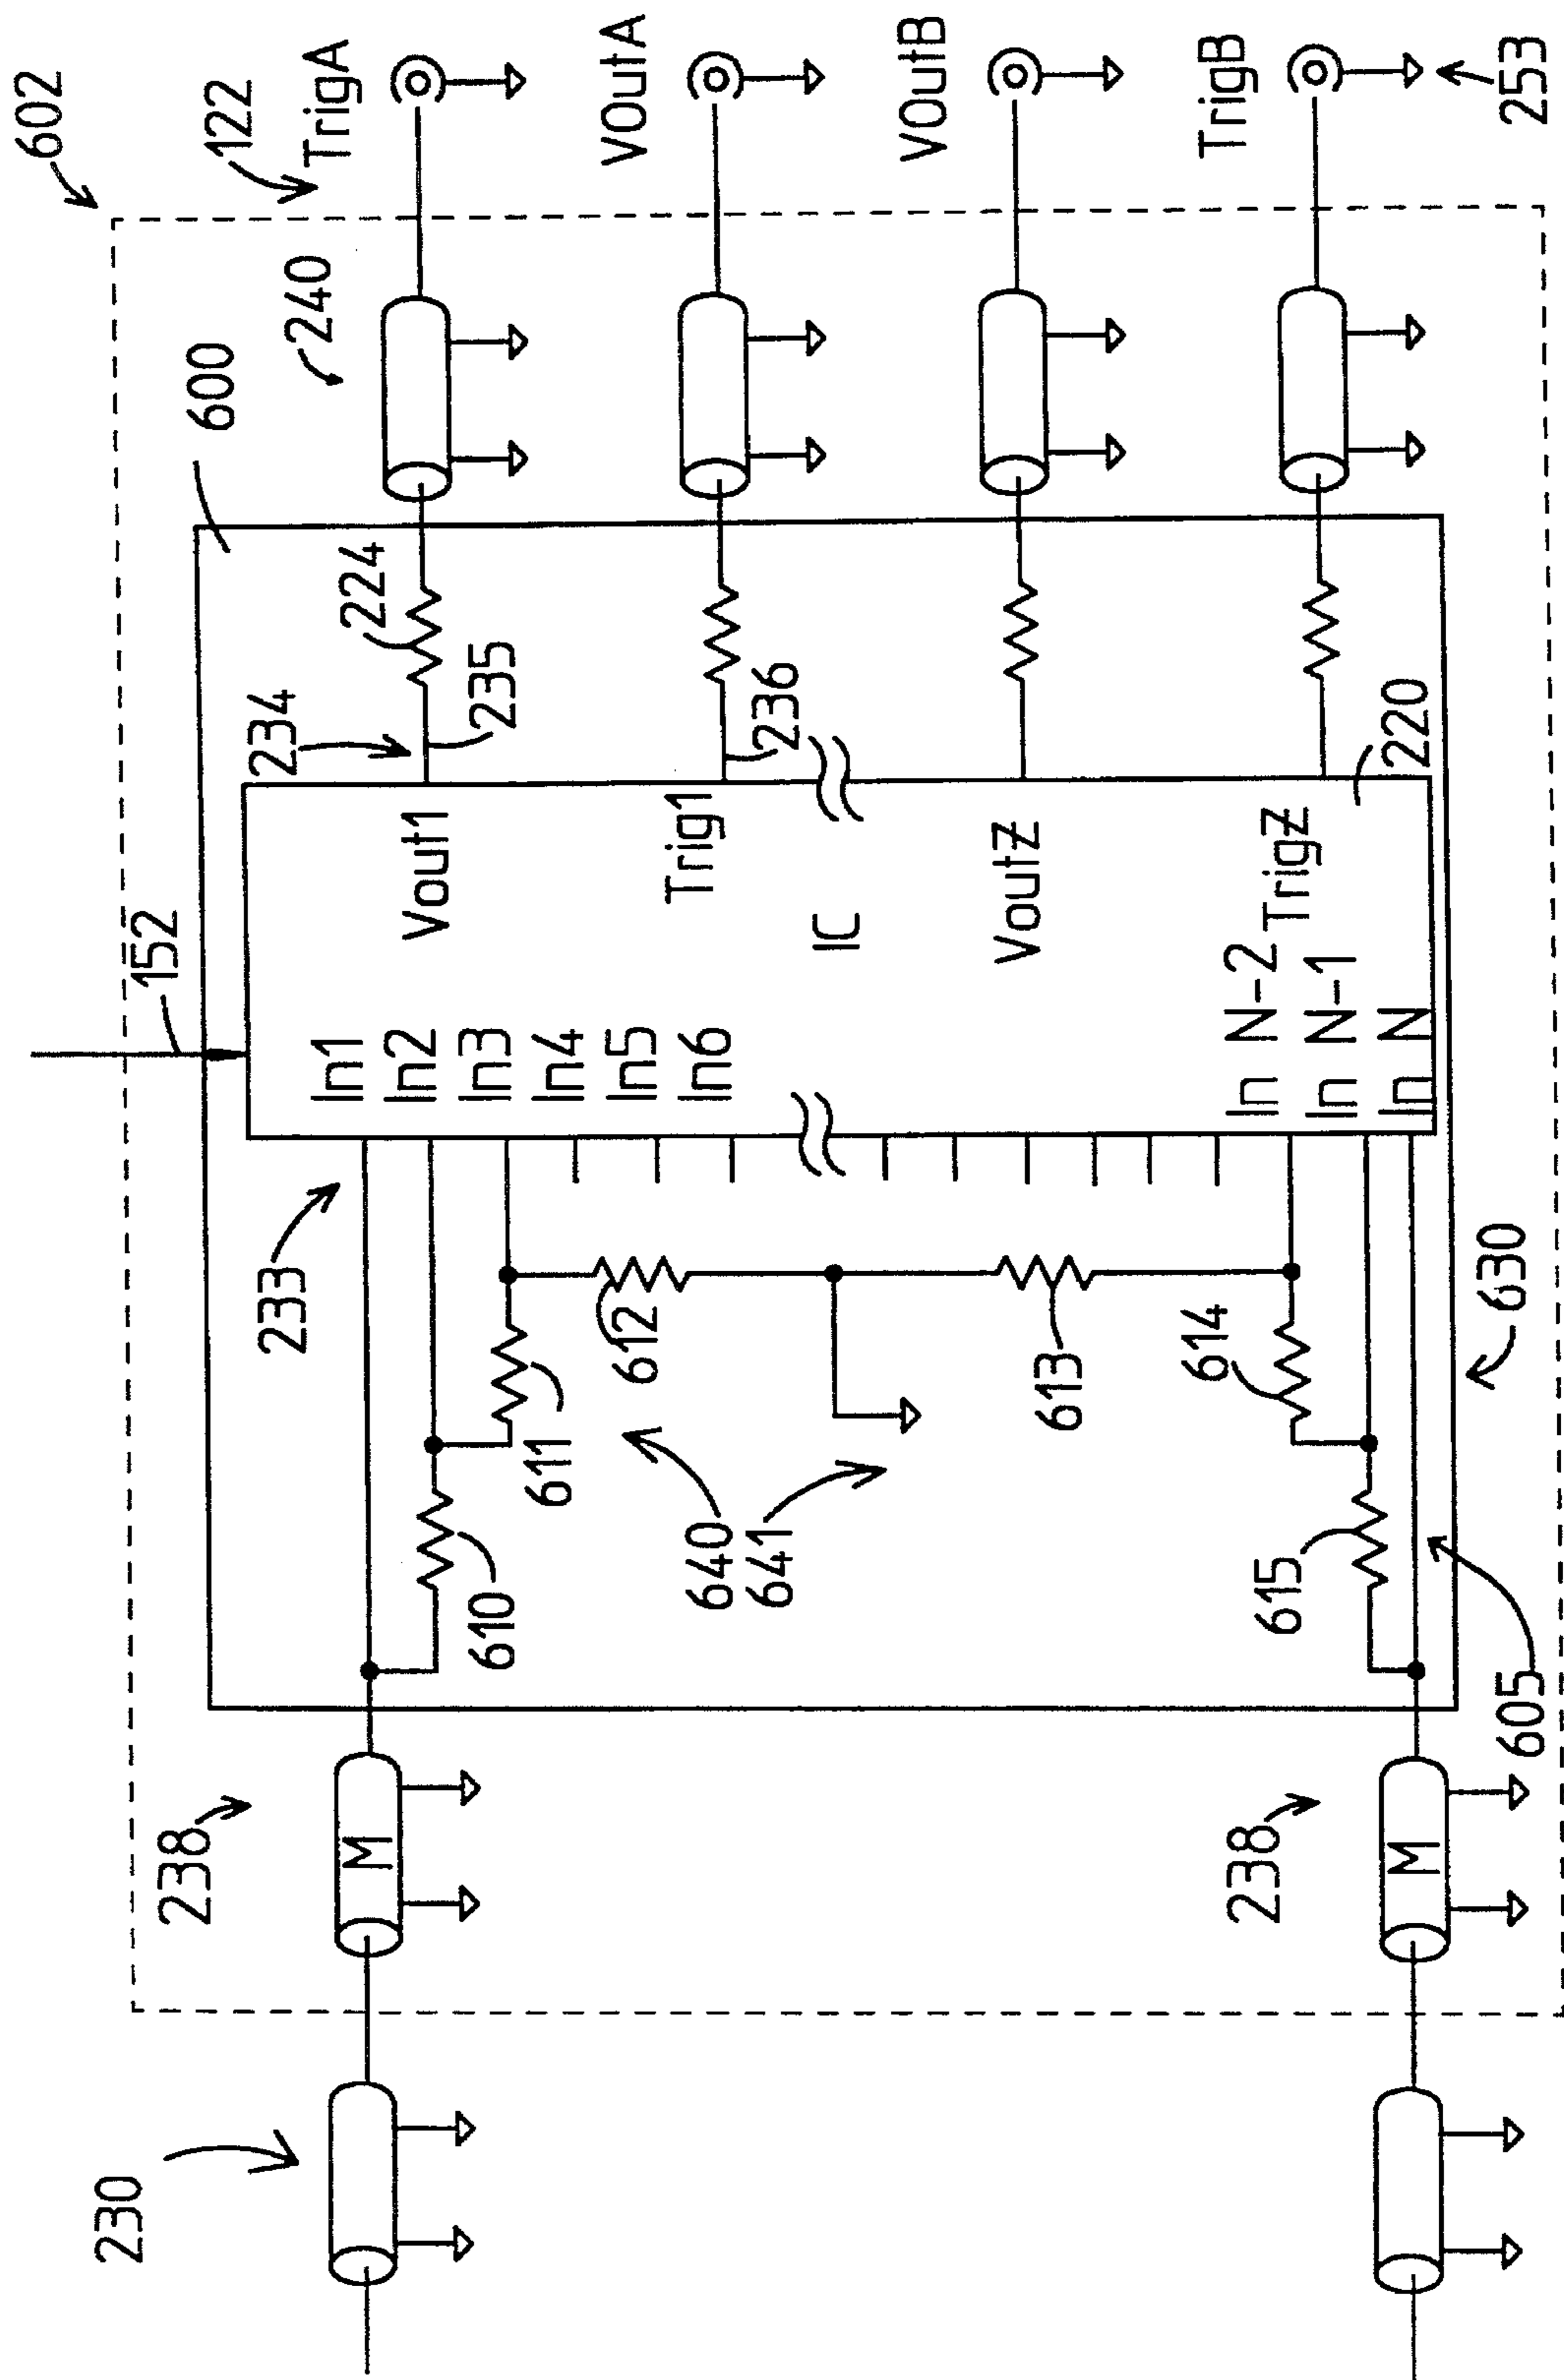 602
122
TrigA
VOutA
VOutB
TrigB
253
240
600
224
234
235
236
220
152
Vout1
Trig1
IC
VoutZ
TrigZ
In1
In2
In3
In4
In5
In6
In N-2
In N-1
In N
233
612
613
614
630
611
640
641
610
615
605
238
M
238
M
230